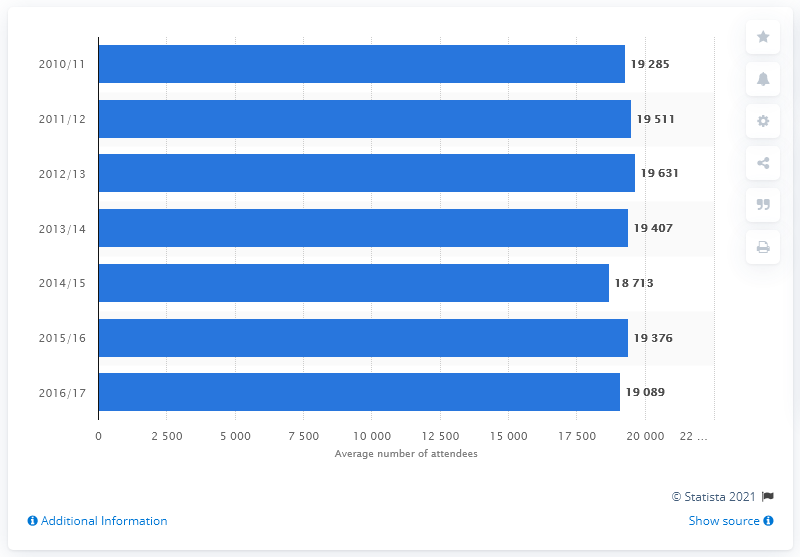 2010/11 19 285
2011/12 19 511
2012/13 19 631
2013/14 19 407
2014/15 18 713
2015/16 19 376
2016/17 19 089
0 2 500 5 000 7 500 10 000 12 500 15 000 17 500 20 000 22 ...
Average number of attendees
© Statista 2021
Additional Information Show source